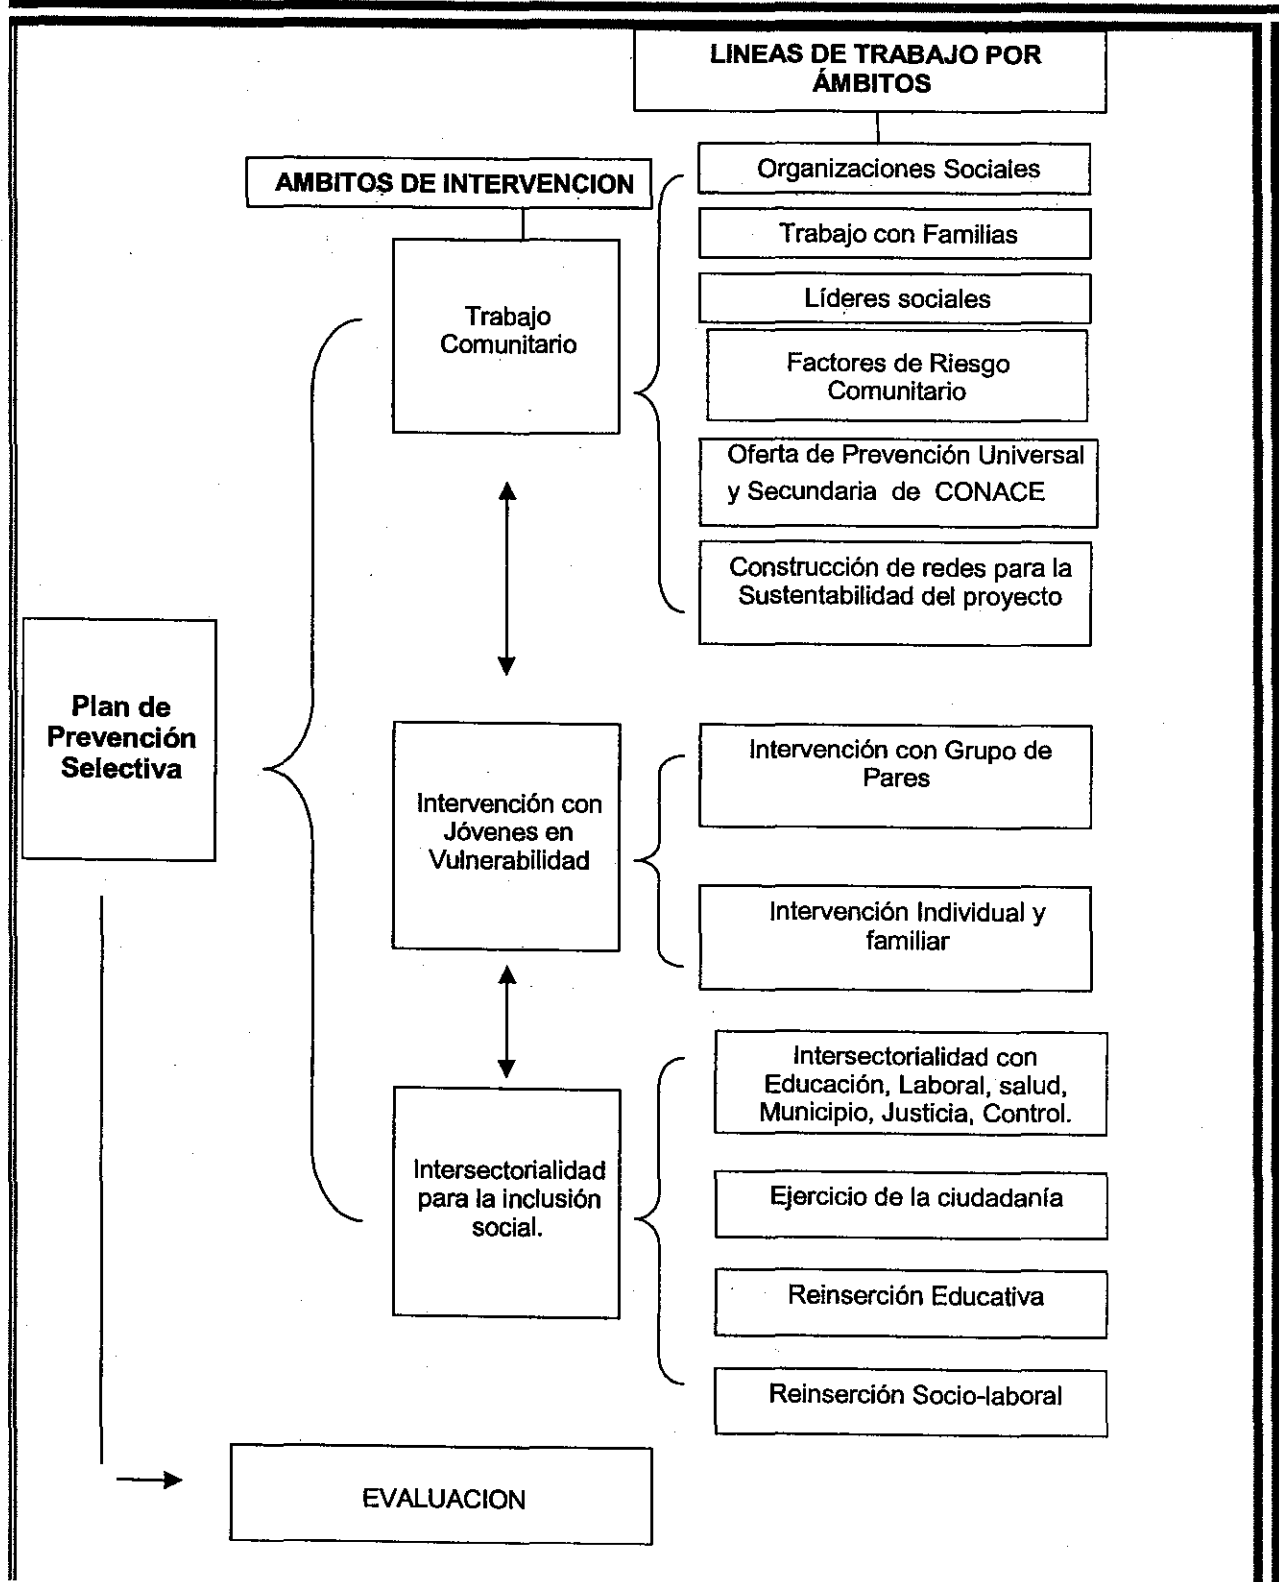 LINEAS DE TRABAJO POR
ÁMBITOS
AMBITOS DE INTERVENCION
Organizaciones Sociales
Trabajo con Familias
Líderes sociales
Trabajo
Comunitario
Factores de Riesgo
Comunitario
Oferta de Prevención Universal
y Secundaria de CONACE
Construcción de redes para la
Sustentabilidad del proyecto
Plan de
Prevención
Selectiva
Intervención con
Jóvenes en
Vulnerabilidad
Intervención con Grupo de
Pares
Intervención Individual y
familiar
Intersectorialidad
para la inclusión
social.
Intersectorialidad con
Educación, Laboral, salud,
Municipio, Justicia, Control.
Ejercicio de la ciudadanía
Reinserción Educativa
Reinserción Socio-laboral
EVALUACION